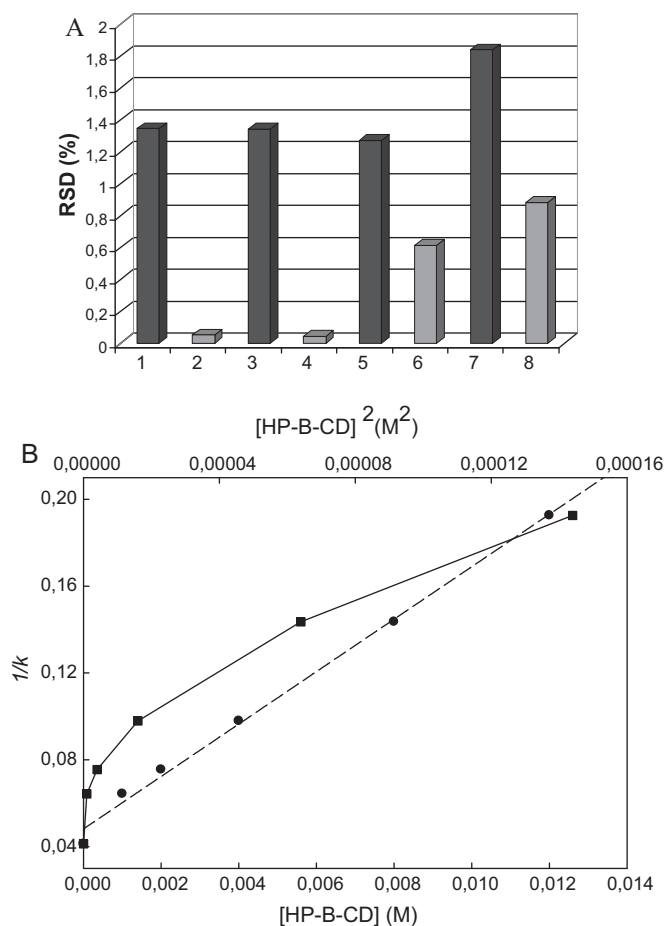 A
RSD (%)
2
1,8
1,6
1,4
1,2
1
0,8
0,6
0,4
0,2
0
1 2 3 4 5 6 7 8
[HP-B-CD] ²(M²)
B
0,00000 0,00004 0,00008 0,00012 0,00016
1/k
0,20
0,16
0,12
0,08
0,04
0,000 0,002 0,004 0,006 0,008 0,010 0,012 0,014
[HP-B-CD] (M)